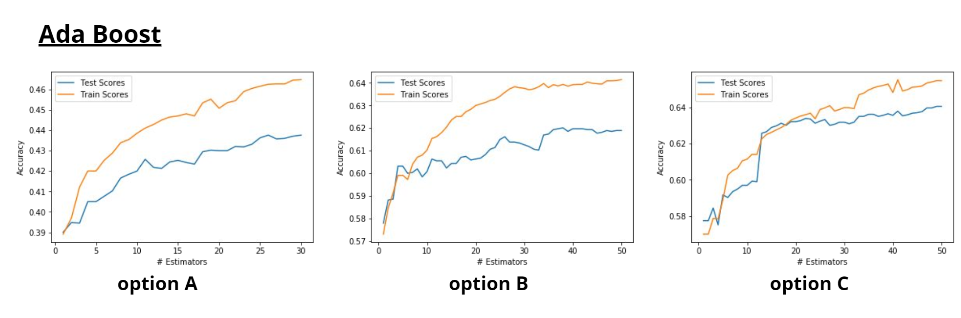 Ada Boost
Test Scores
Train Scores
Accuracy
0.46
0.45
0.44
0.43
0.42
0.41
0.40
0.39
0 5 10 15 20 25 30
# Estimators
option A
Test Scores
Train Scores
Accuracy
0.64
0.63
0.62
0.61
0.60
0.59
0.58
0.57
0 10 20 30 40 50
# Estimators
option B
Test Scores
Train Scores
Accuracy
0.64
0.62
0.60
0.58
0 10 20 30 40 50
# Estimators
option C